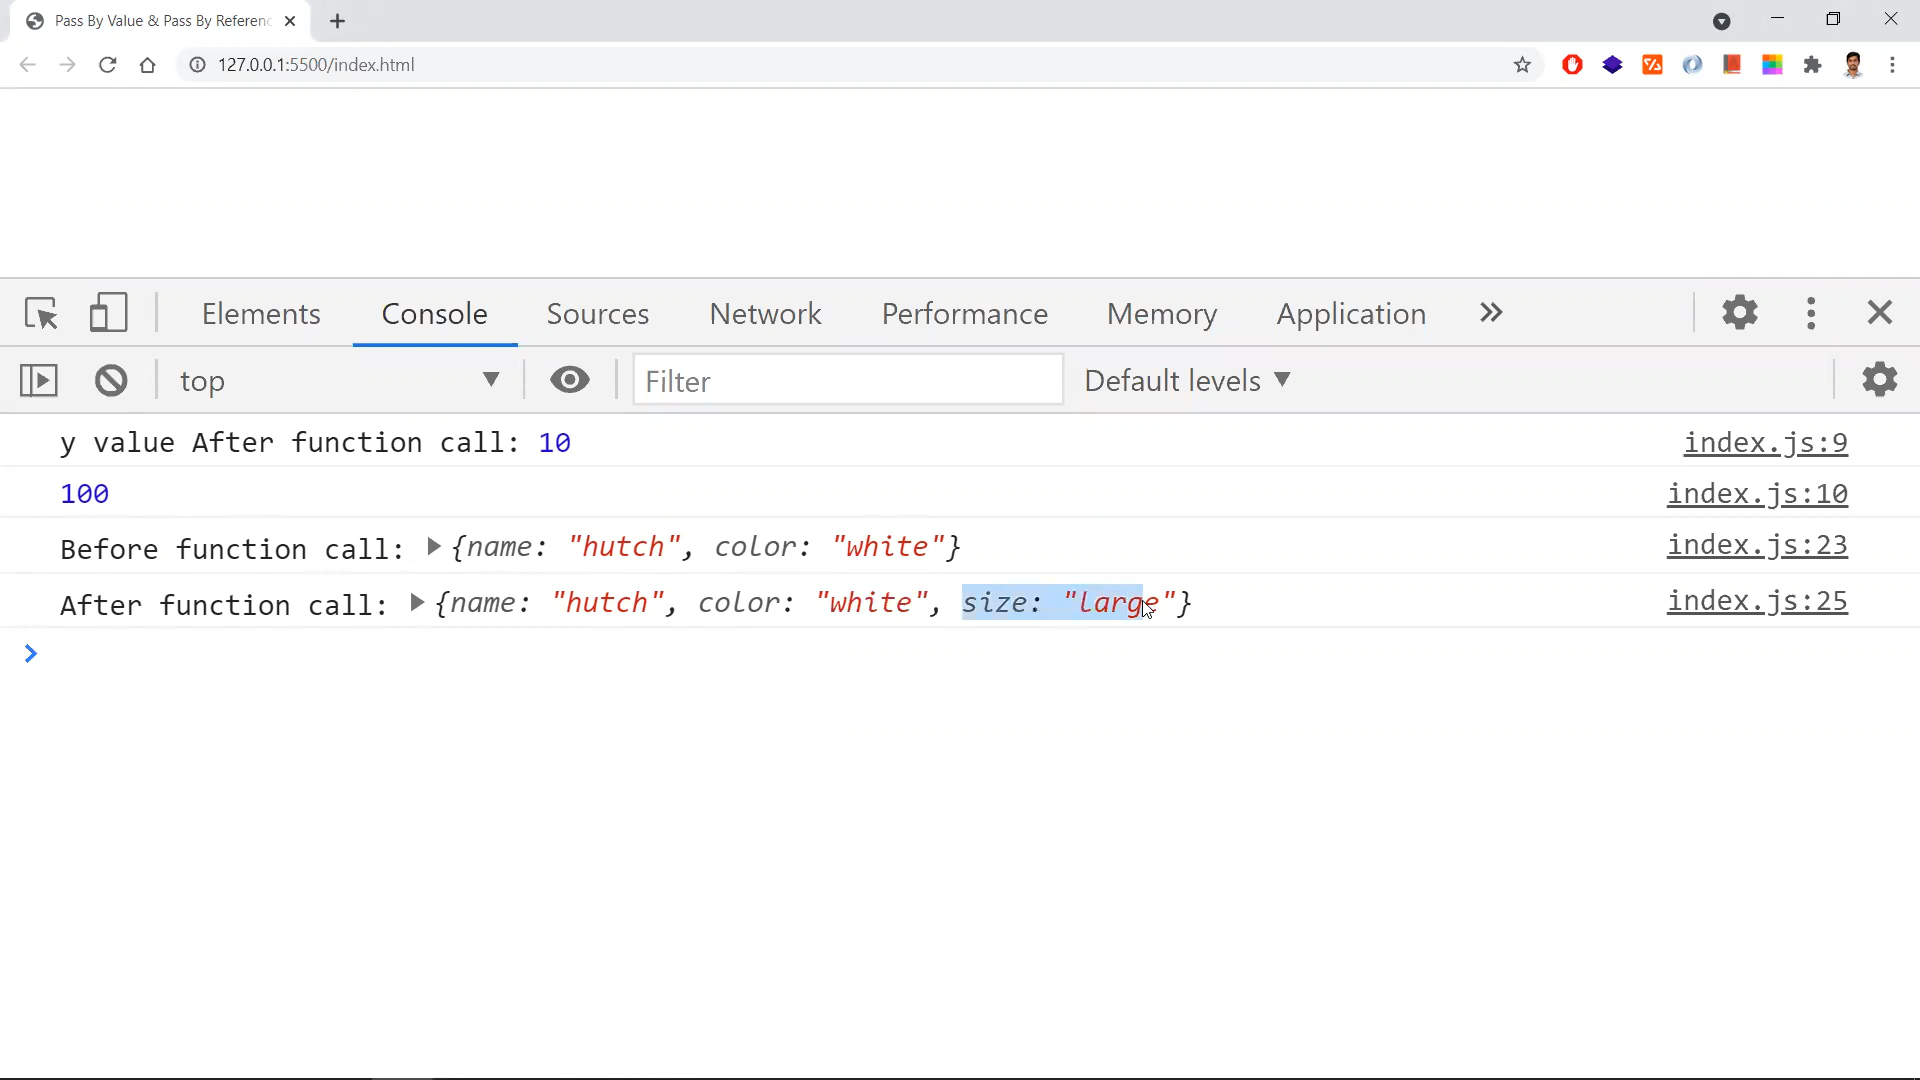 Pass By Value & Pass By Referenc
127.0.0.1:5500/index.html
Elements Console Sources Network Performance Memory Application
top Filter Default levels
y value After function call: 10 index.js:9
100 index.js:10
Before function call: {name: "hutch", color: "white"} index.js:23
After function call: {name: "hutch", color: "white", size: "large"} index.js:25